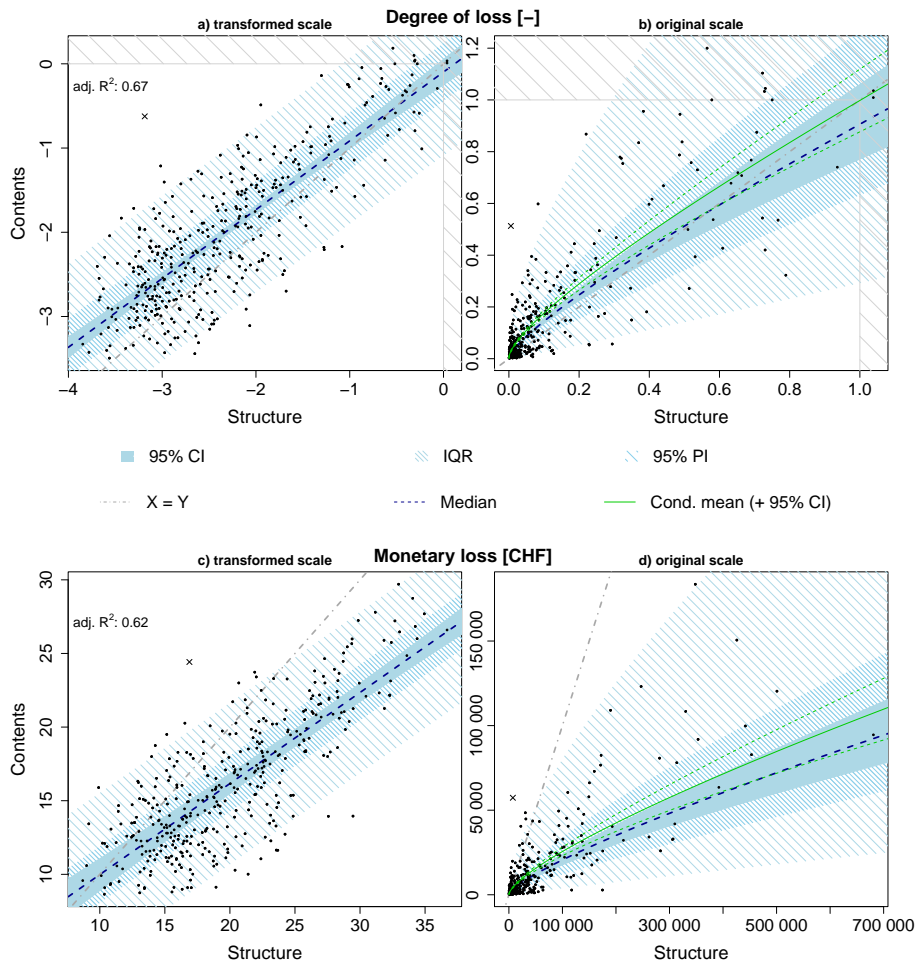 Degree of loss [−]
a) transformed scale
b) original scale
adj. R²: 0.67
Contents
0
−1
−2
−3
−4 −3 −2 −1 0
Structure
0.0 0.2 0.4 0.6 0.8 1.0 1.2
0.0 0.2 0.4 0.6 0.8 1.0
Structure
95% CI IQR 95% PI
X = Y Median Cond. mean (+ 95% CI)
Monetary loss [CHF]
c) transformed scale
d) original scale
adj. R²: 0.62
Contents
30
25
20
15
10
10 15 20 25 30 35
Structure
0 50 000 100 000 150 000
0 100 000 300 000 500 000 700 000
Structure